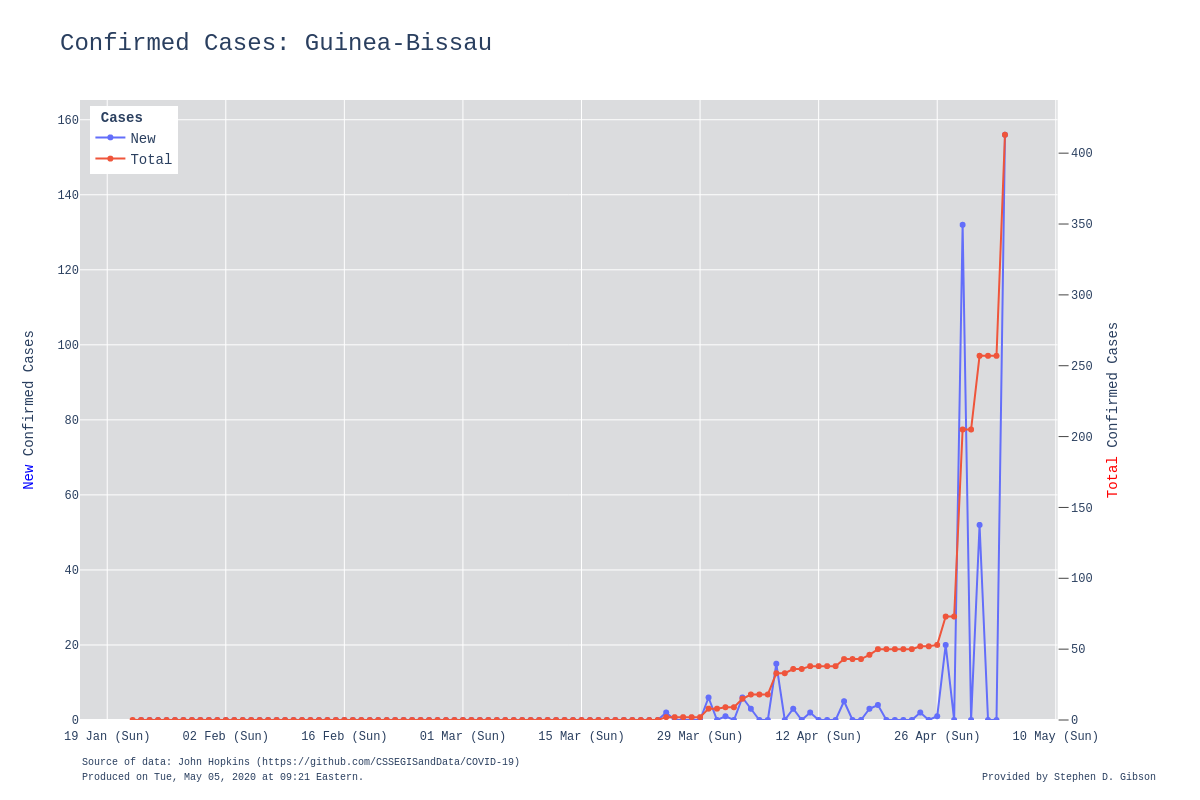 Confirmed Cases: Guinea-Bissau
Cases
New
Total
160
140
120
100
80
60
40
20
0
400
350
300
250
200
150
100
50
0
New Confirmed Cases
Total Confirmed Cases
19 Jan (Sun)
02 Feb (Sun)
16 Feb (Sun)
01 Mar (Sun)
15 Mar (Sun)
29 Mar (Sun)
12 Apr (Sun)
26 Apr (Sun)
10 May (Sun)
Source of data: John Hopkins (https://github.com/CSSEGISandData/COVID-19)
Produced on Tue, May 05, 2020 at 09:21 Eastern.
Provided by Stephen D. Gibson